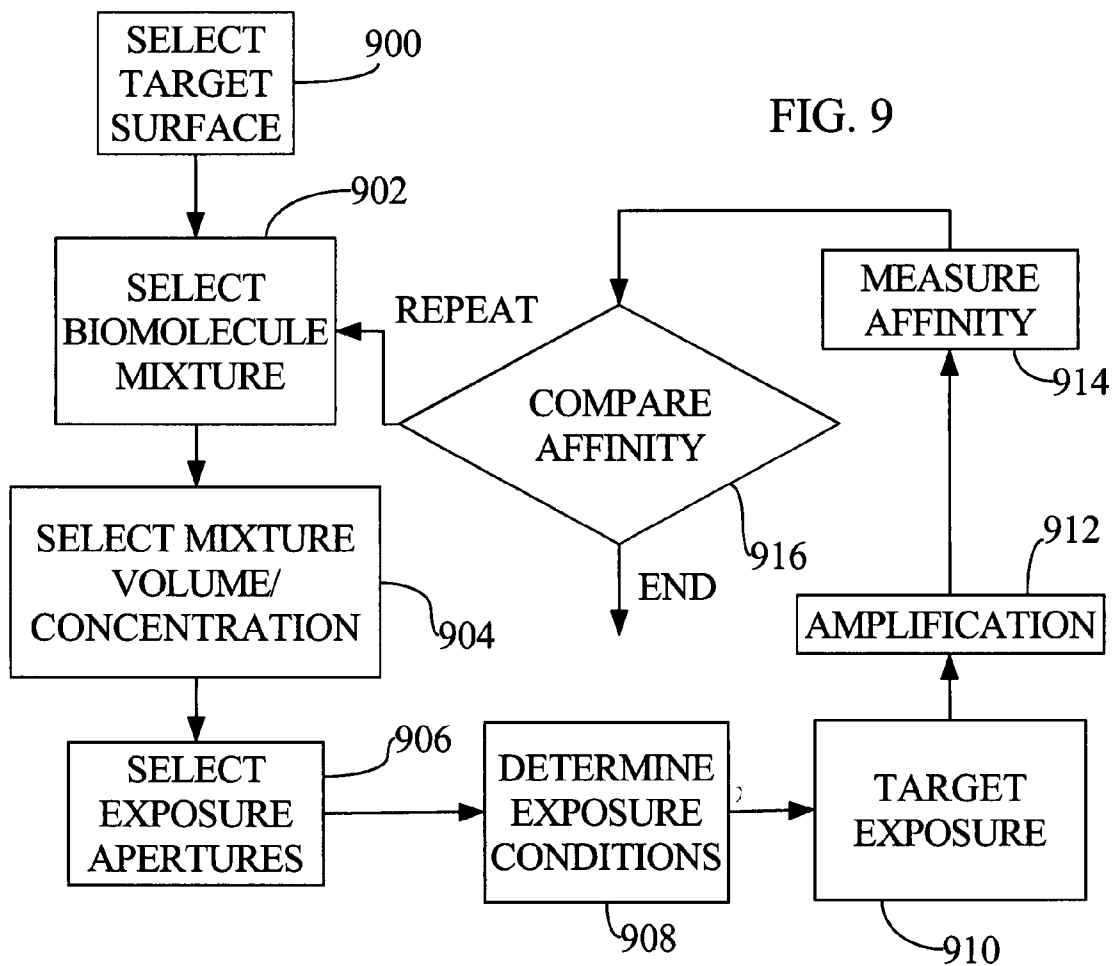 SELECT
TARGET
SURFACE
900
FIG. 9
902
SELECT
BIOMOLECULE
MIXTURE
REPEAT
COMPARE
AFFINITY
916
END
MEASURE
AFFINITY
914
SELECT MIXTURE
VOLUME/
CONCENTRATION
904
912
AMPLIFICATION
SELECT
EXPOSURE
APERTURES
906
DETERMINE
EXPOSURE
CONDITIONS
908
TARGET
EXPOSURE
910